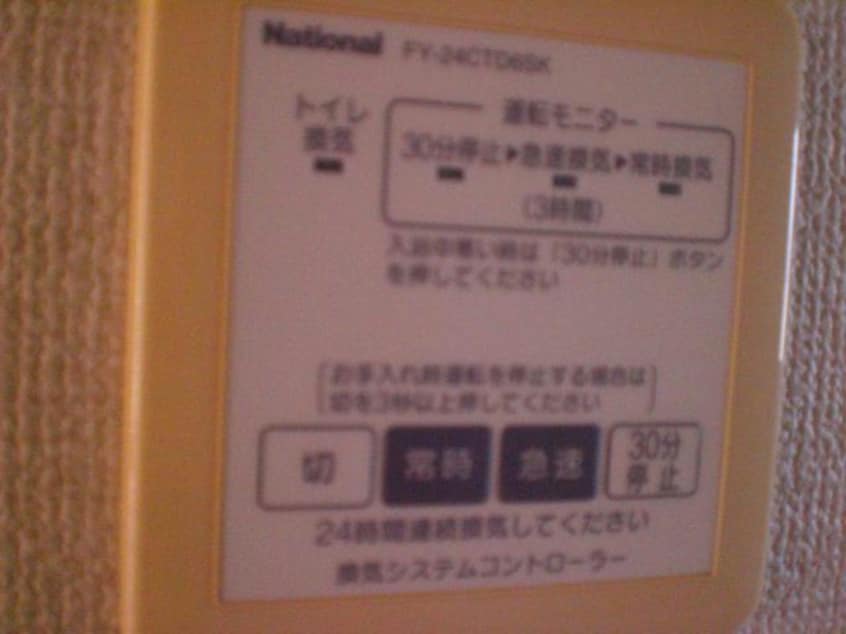 National FY-24CTD6SK
トイレ
換気
運転モニター
30分停止▶急速換気▶常時換気
(3時間)
入浴中寒い時は「30分停止」ボタン
を押してください
お手入れ時運転を停止する場合は
切を3秒以上押してください
切 常時 急速 30分
停止
24時間連続換気してください
換気システムコントローラー